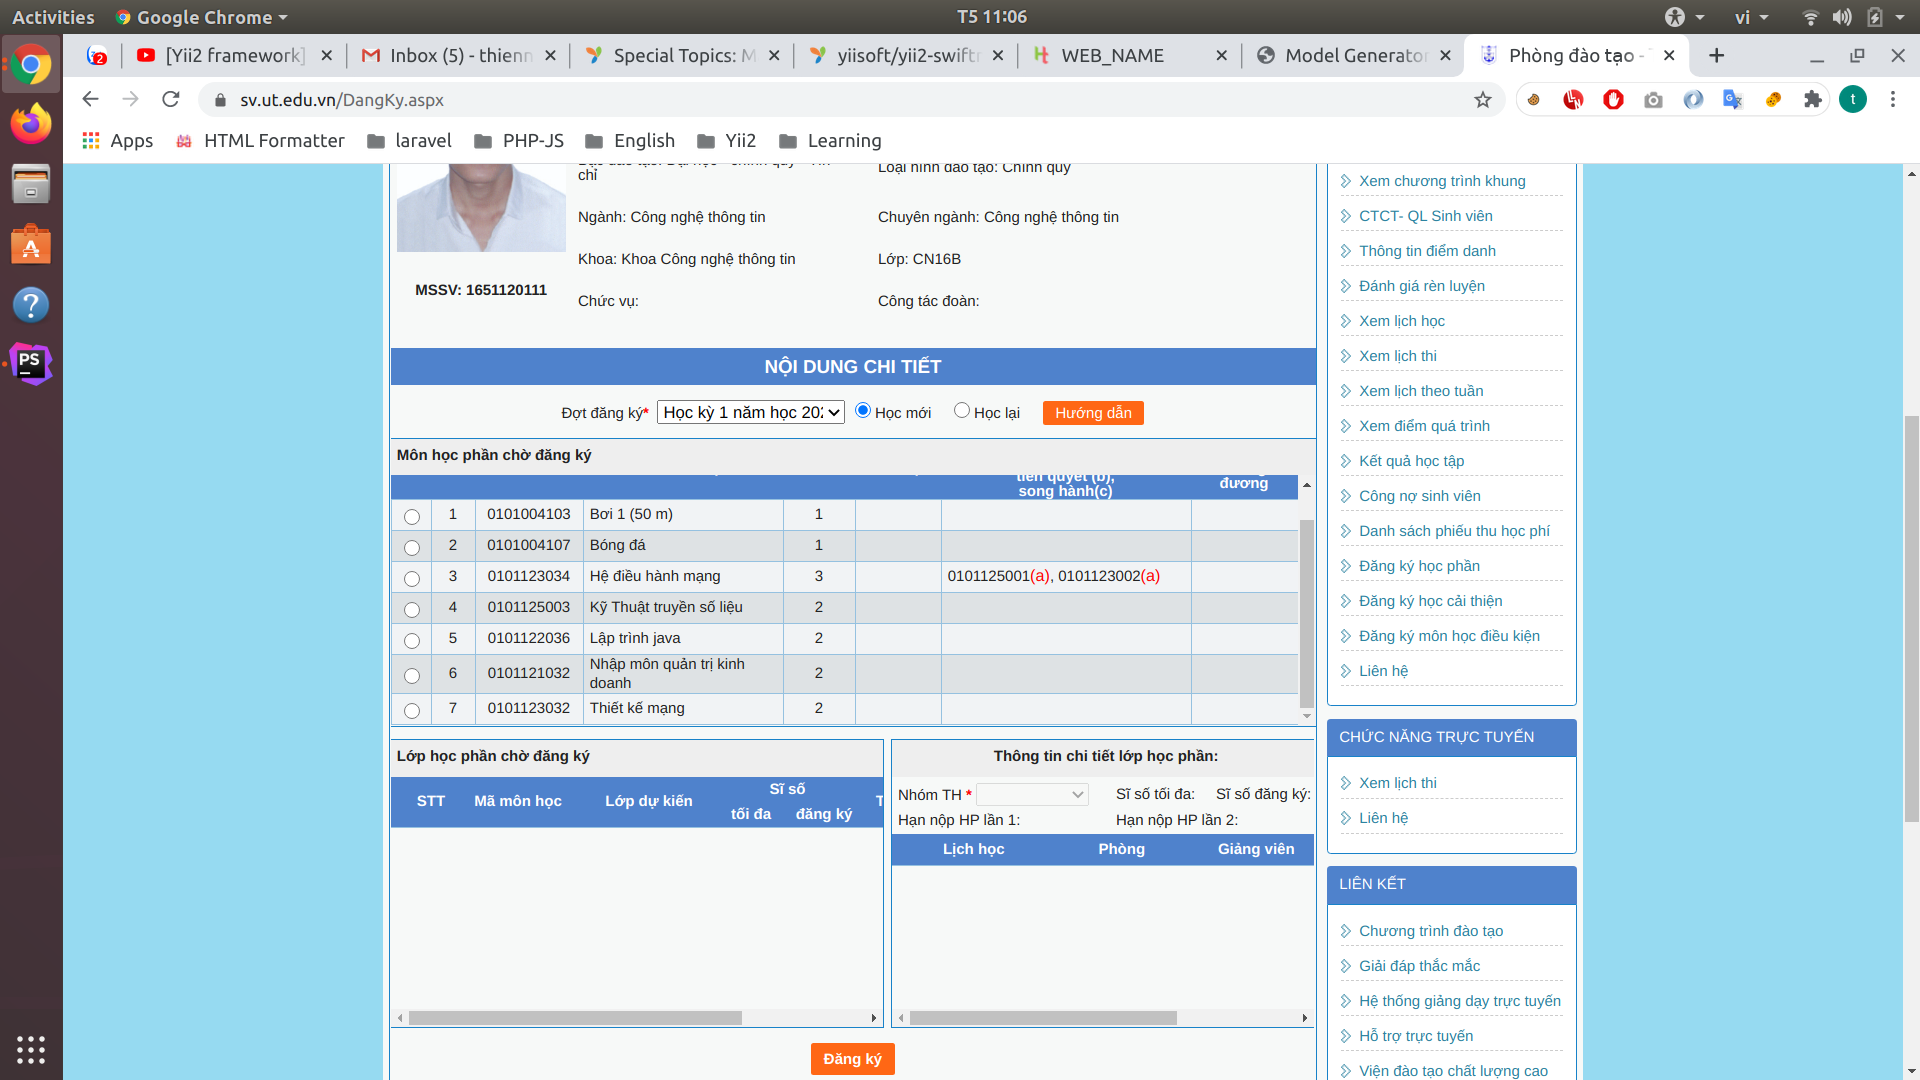 Activities
Google Chrome
T5 11:06
vi
2
[Yii2 framework]
Inbox (5) - thienn
Special Topics: M
yiisoft/yii2-swiftm
WEB_NAME
Model Generator
Phòng đào tạo -
sv.ut.edu.vn/DangKy.aspx
t
Apps
HTML Formatter
laravel
PHP-JS
English
Yii2
Learning
chỉ
Loại hình đào tạo: Chính quy
Ngành: Công nghệ thông tin
Chuyên ngành: Công nghệ thông tin
Khoa: Khoa Công nghệ thông tin
Lớp: CN16B
MSSV: 1651120111
Chức vụ:
Công tác đoàn:
NỘI DUNG CHI TIẾT
Đợt đăng ký*
Học kỳ 1 năm học 202
Học mới
Học lại
Hướng dẫn
Môn học phần chờ đăng ký
tiên quyết (b),
song hành(c)
đương
1 0101004103 Bơi 1 (50 m) 1
2 0101004107 Bóng đá 1
3 0101123034 Hệ điều hành mạng 3 0101125001(a), 0101123002(a)
4 0101125003 Kỹ Thuật truyền số liệu 2
5 0101122036 Lập trình java 2
6 0101121032 Nhập môn quản trị kinh doanh 2
7 0101123032 Thiết kế mạng 2
Lớp học phần chờ đăng ký
STT Mã môn học Lớp dự kiến Sĩ số T
tối đa đăng ký
Thông tin chi tiết lớp học phần:
Nhóm TH * Sĩ số tối đa: Sĩ số đăng ký:
Hạn nộp HP lần 1: Hạn nộp HP lần 2:
Lịch học Phòng Giảng viên
Đăng ký
Xem chương trình khung
CTCT- QL Sinh viên
Thông tin điểm danh
Đánh giá rèn luyện
Xem lịch học
Xem lịch thi
Xem lịch theo tuần
Xem điểm quá trình
Kết quả học tập
Công nợ sinh viên
Danh sách phiếu thu học phí
Đăng ký học phần
Đăng ký học cải thiện
Đăng ký môn học điều kiện
Liên hệ
CHỨC NĂNG TRỰC TUYẾN
Xem lịch thi
Liên hệ
LIÊN KẾT
Chương trình đào tạo
Giải đáp thắc mắc
Hệ thống giảng dạy trực tuyến
Hỗ trợ trực tuyến
Viện đào tạo chất lượng cao
PS